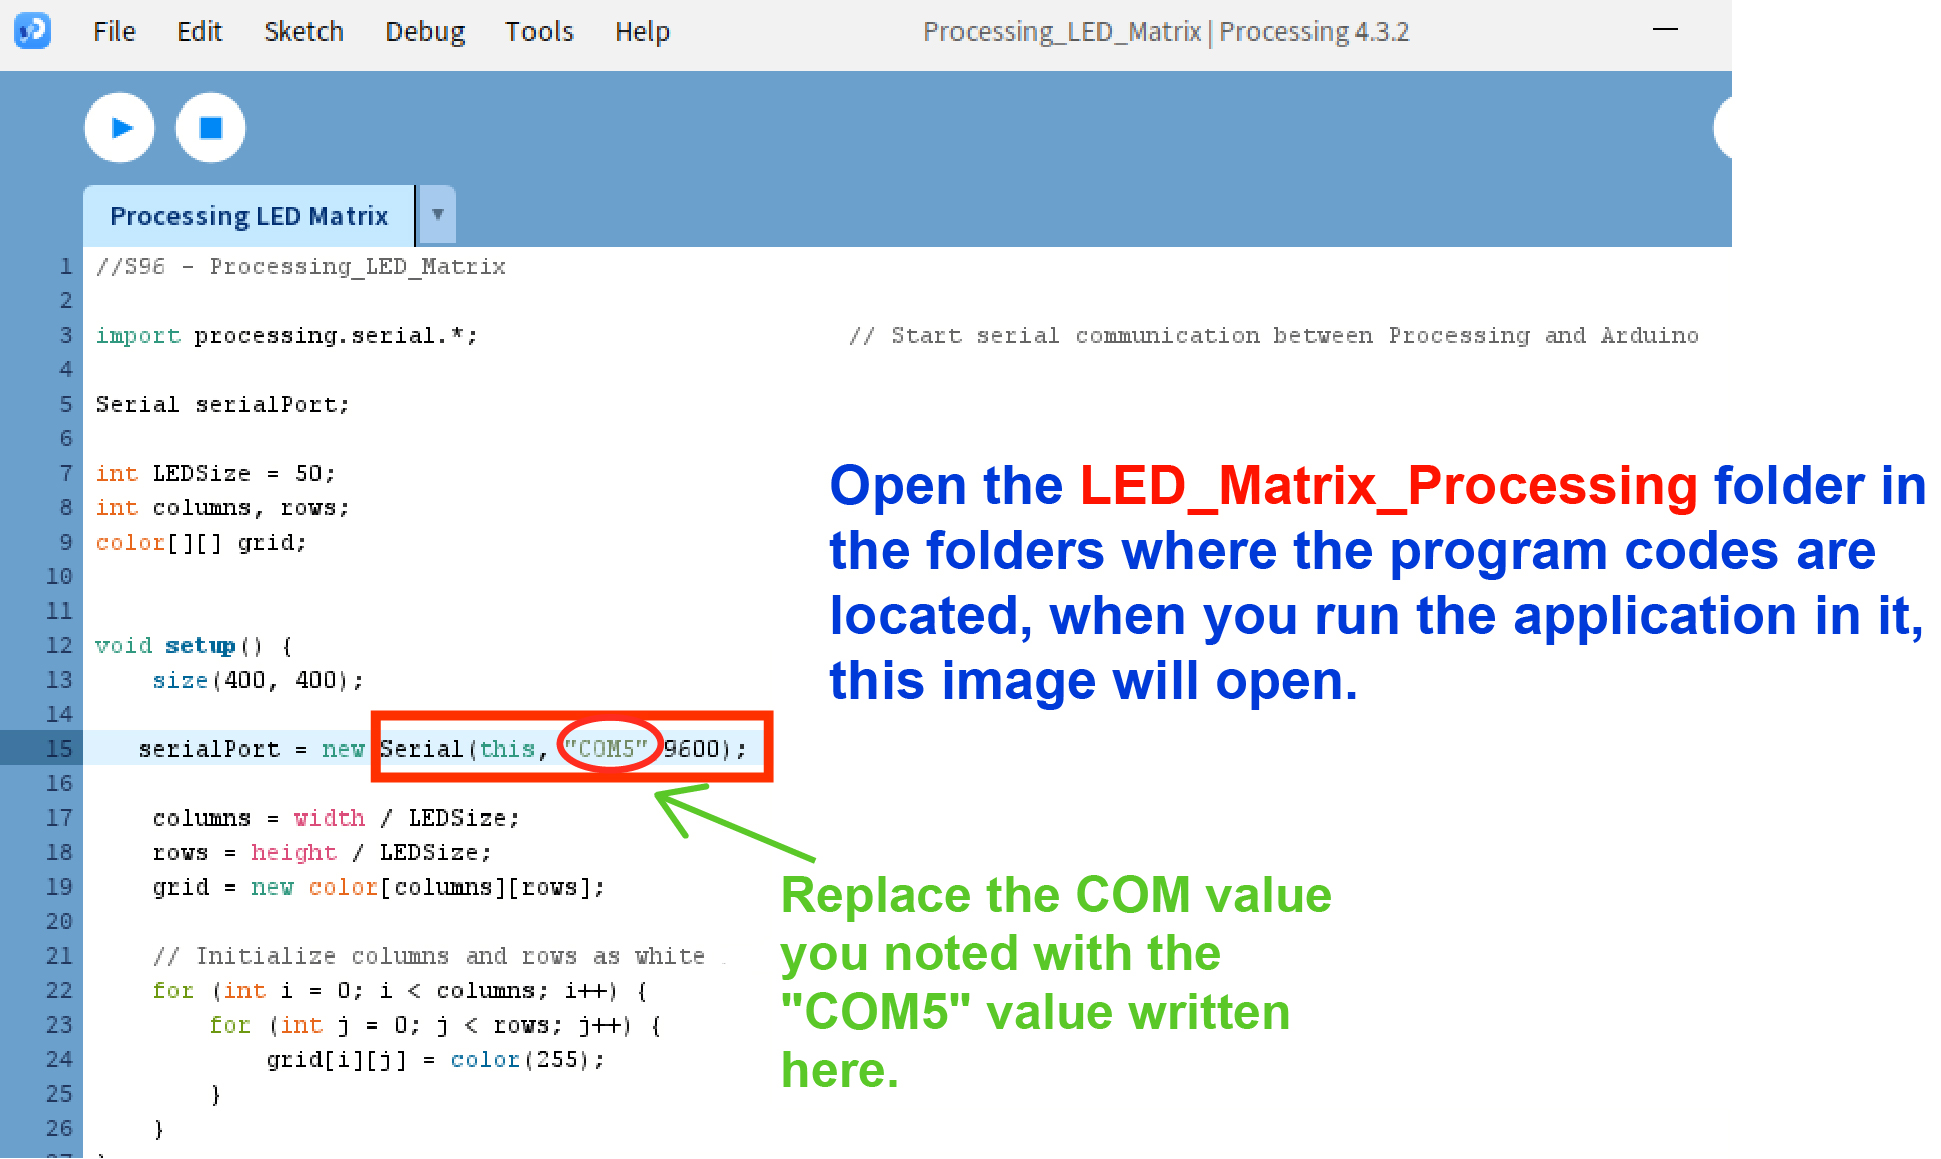 File Edit Sketch Debug Tools Help Processing_LED_Matrix | Processing 4.3.2
Processing LED Matrix ▼
1 //S96 - Processing_LED_Matrix
2
3 import processing.serial.*; // Start serial communication between Processing and Arduino
4
5 Serial serialPort;
6
7 int LEDSize = 50;
8 int columns, rows;
9 color[][] grid;
10
11
12 void setup() {
13 size(400, 400);
14
15 serialPort = new Serial(this, "COM5" 9600);
16
17 columns = width / LEDSize;
18 rows = height / LEDSize;
19 grid = new color[columns][rows];
20
21 // Initialize columns and rows as white
22 for (int i = 0; i < columns; i++) {
23 for (int j = 0; j < rows; j++) {
24 grid[i][j] = color(255);
25 }
26 }
Open the LED_Matrix_Processing folder in
the folders where the program codes are
located, when you run the application in it,
this image will open.
Replace the COM value
you noted with the
"COM5" value written
here.